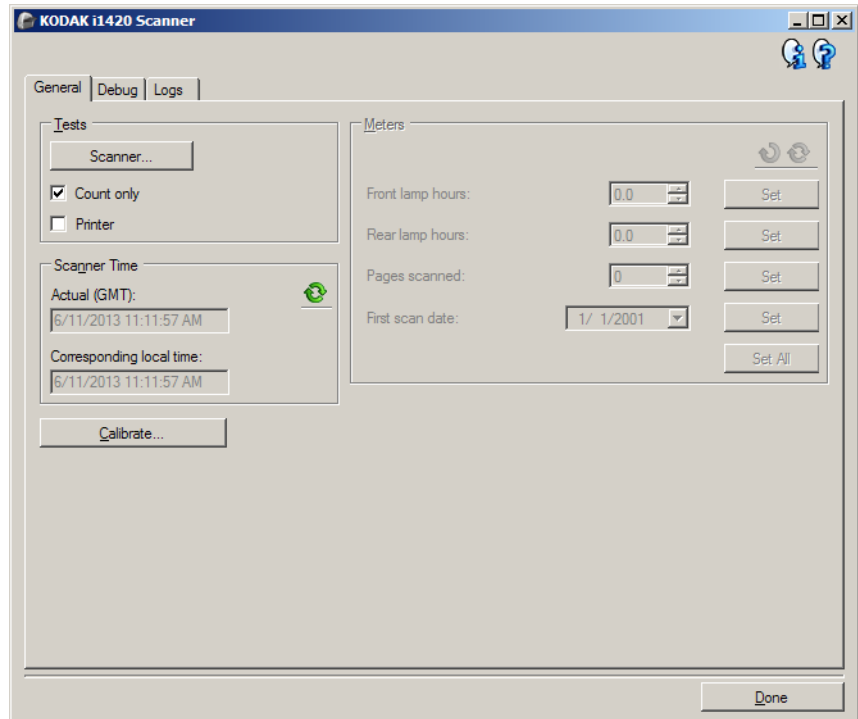 KODAK i1420 Scanner
General
Debug
Logs
Tests
Scanner...
Count only
Printer
Scanner Time
Actual (GMT):
6/11/2013 11:11:57 AM
Corresponding local time:
6/11/2013 11:11:57 AM
Calibrate...
Meters
Front lamp hours:
0.0
Set
Rear lamp hours:
0.0
Set
Pages scanned:
0
Set
First scan date:
1/ 1/2001
Set
Set All
Done